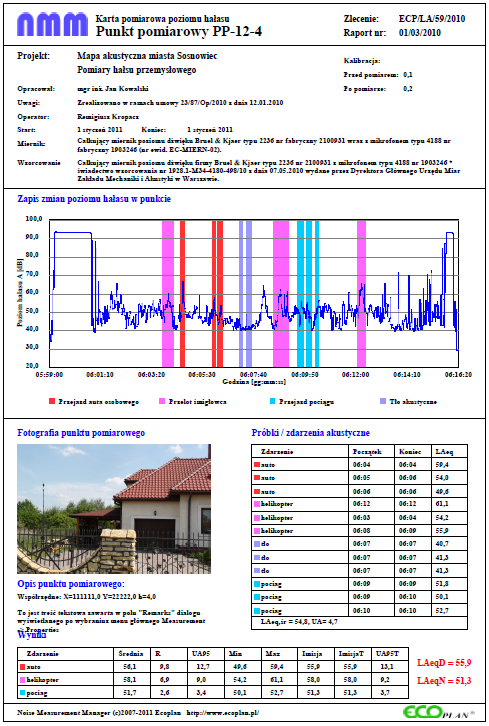 nmm
Karta pomiarowa poziomu hałasu
Punkt pomiarowy PP-12-4
Zlecenie: ECP/LA/59/2010
Raport nr: 01/03/2010
Projekt: Mapa akustyczna miasta Sosnowiec
Pomiary hałsu przemysłowego
Kalibracja:
Przed pomiarem: 0,1
Po pomiarze: 0,2
Opracował: mgr inż. Jan Kowalski
Uwagi: Zrealizowano w ramach umowy 23/87/Op/2010 z dnia 12.01.2010
Operator: Remigiusz Kropacz
Start: 1 styczeń 2011 Koniec: 1 styczeń 2011
Miernik: Całkujący miernik poziomu dźwięku Bruel & Kjaer typu 2236 nr fabryczny 2100931 wraz z mikrofonem typu 4188 nr
fabryczny 1903246 (nr ewid. EC-MIERN-02).
Wzorcowanie Całkujący miernik poziomu dźwięku firmy Bruel & Kjaer typu 2236 nr 2100931 z mikrofonem typu 4188 nr 1903246 *
świadectwo wzorcowania nr 1928.1-M34-4180-498/10 z dnia 07.05.2010 wydane przez Dyrektora Głównego Urzędu Miar
Zakładu Mechaniki i Akustyki w Warszawie.
Zapis zmian poziomu hałasu w punkcie
100,0
90,0
80,0
70,0
60,0
50,0
40,0
30,0
20,0
Poziom hałasu A [dB]
05:59:00 06:01:10 06:03:20 06:05:30 06:07:40 06:09:50 06:12:00 06:14:10 06:16:20
Godzina [gg:mm:ss]
Przejazd auta osobowego Przelot śmigłowca Przejazd pociągu Tło akustyczne
Fotografia punktu pomiarowego
Próbki / zdarzenia akustyczne
Zdarzenie Początek Koniec LAeq
auto 06:04 06:04 59,4
auto 06:05 06:06 54,0
auto 06:06 06:06 49,6
helikopter 06:12 06:12 61,1
helikopter 06:03 06:04 54,2
helikopter 06:08 06:09 55,9
tło 06:07 06:07 40,7
tło 06:07 06:07 41,3
tło 06:07 06:07 41,3
pociąg 06:09 06:09 51,8
pociąg 06:09 06:10 50,1
pociąg 06:10 06:10 52,7
LAeq,śr = 54,8, UA= 4,7
Opis punktu pomiarowego:
Współrzędne: X=111111,0 Y=22222,0 h=4,0
To jest treść tekstowa zawarta w polu "Remarks" dialogu
wyświetlanego po wybraniu menu głównego Measurement
-> Properties
Wyniki
Zdarzenie Średnia R UA95 Min Max Imisja ImisjaT UA95T
auto 56,1 9,8 12,7 49,6 59,4 55,9 55,9 13,1
helikopter 58,1 6,9 9,0 54,2 61,1 58,0 58,0 9,2
pociąg 51,7 2,6 3,4 50,1 52,7 51,3 51,3 3,7
LAeqD = 55,9
LAeqN = 51,3
Noise Measurement Manager (c)2007-2011 Ecoplan http://www.ecoplan.pl/
ECOPLAN